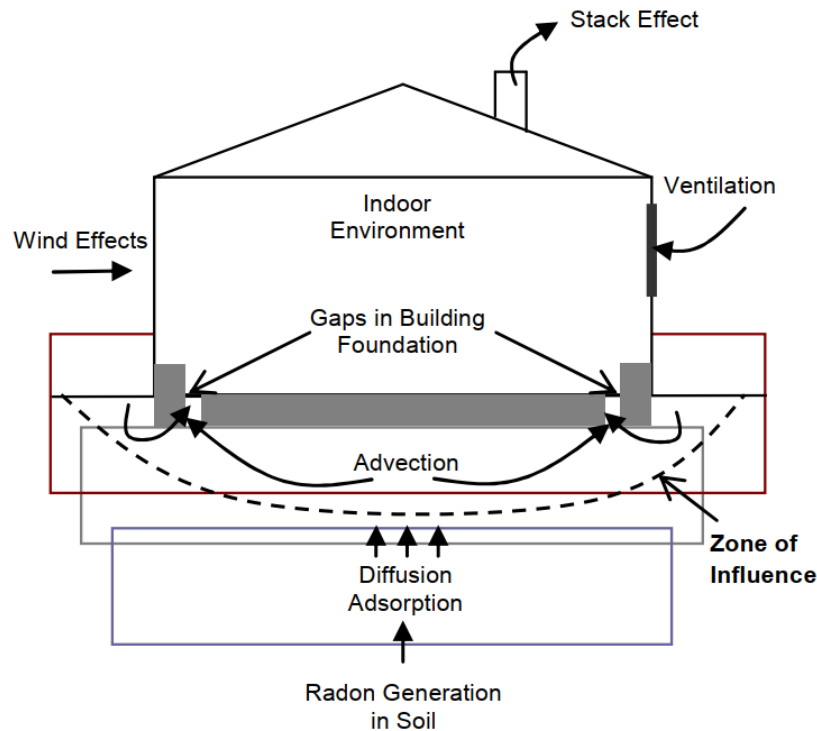 Stack Effect
Ventilation
Indoor
Environment
Wind Effects
Gaps in Building
Foundation
Advection
Zone of
Influence
Diffusion
Adsorption
Radon Generation
in Soil